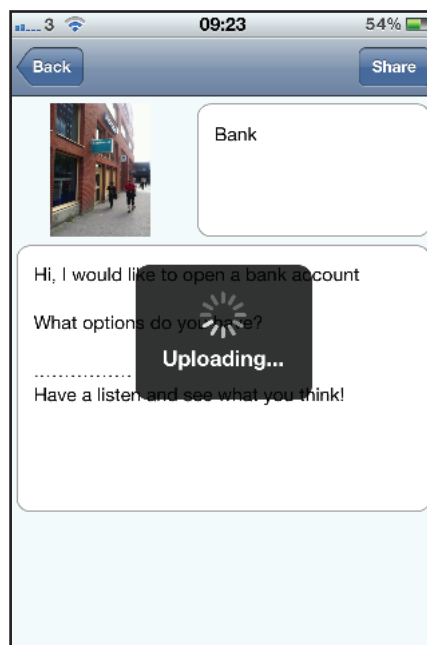 3 09:23 54%
Back Share
Bank
Hi, I would like to open a bank account
What options do you have?
Uploading...
...................
Have a listen and see what you think!